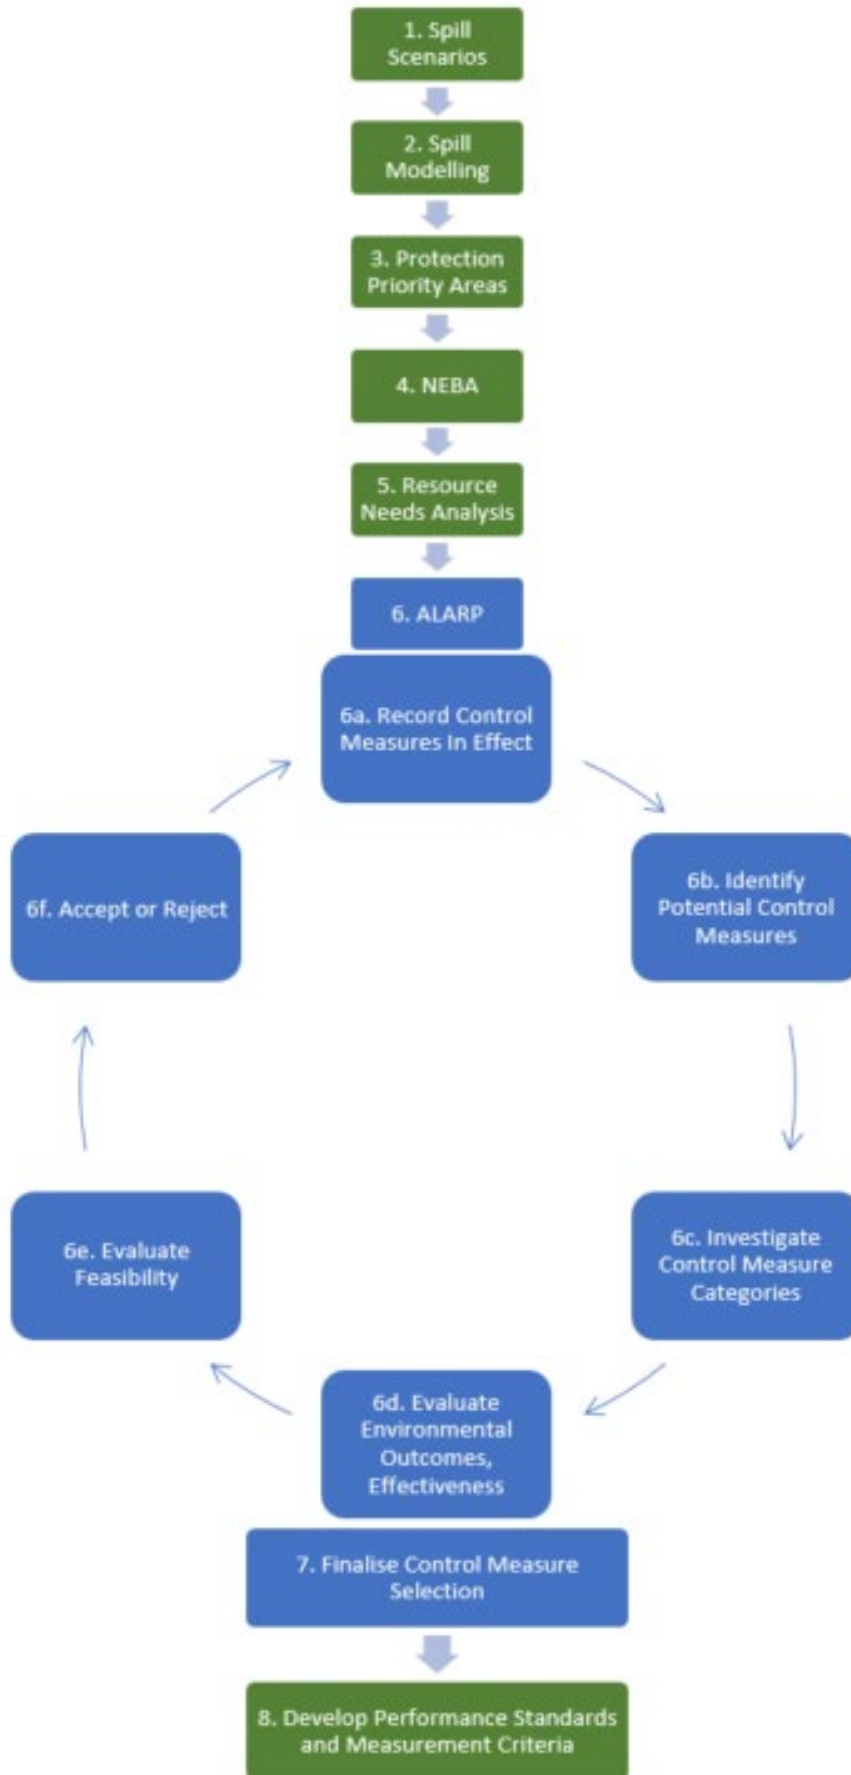 1. Spill
Scenarios
2. Spill
Modelling
3. Protection
Priority Areas
4. NEBA
5. Resource
Needs Analysis
6. ALARP
6a. Record Control
Measures In Effect
6b. Identify
Potential Control
Measures
6c. Investigate
Control Measure
Categories
6d. Evaluate
Environmental
Outcomes,
Effectiveness
6e. Evaluate
Feasibility
6f. Accept or Reject
7. Finalise Control Measure
Selection
8. Develop Performance Standards
and Measurement Criteria